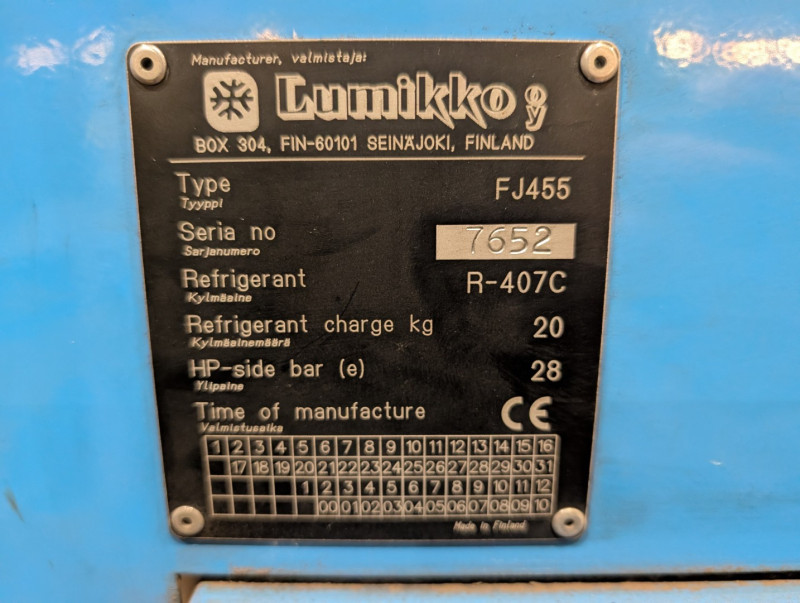 Manufacturer, valmistaja:
Lumikko oy
BOX 304, FIN-60101 SEINÄJOKI, FINLAND
Type FJ455
Tyyppi
Seria no 7652
Sarjanumero
Refrigerant R-407C
Kylmäaine
Refrigerant charge kg 20
Kylmäainemäärä
HP-side bar (e) 28
Ylipaine
Time of manufacture CE
Valmistusaika
1 2 3 4 5 6 7 8 9 10 11 12 13 14 15 16
17 18 19 20 21 22 23 24 25 26 27 28 29 30 31
1 2 3 4 5 6 7 8 9 10 11 12
00 01 02 03 04 05 06 07 08 09 10
Made in Finland